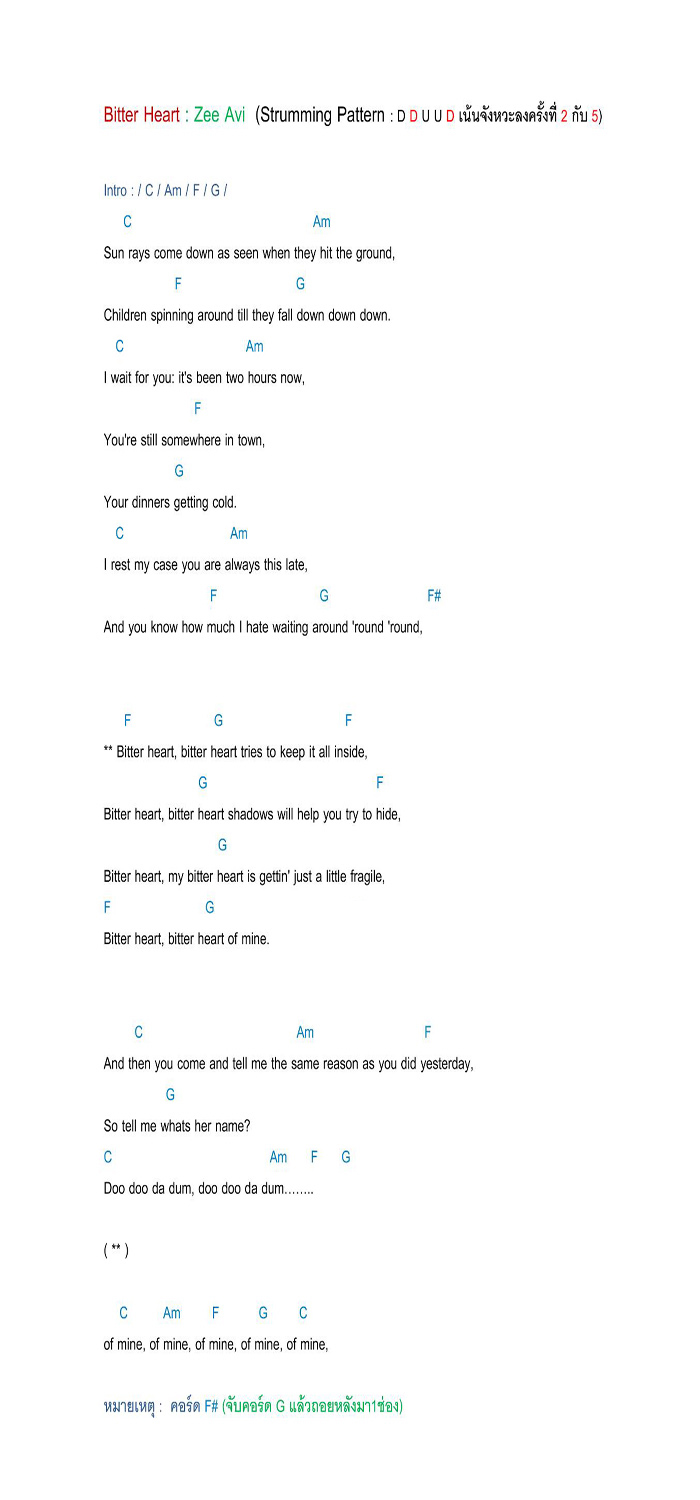 Bitter Heart : Zee Avi (Strumming Pattern : D D U U D เน้นจังหวะลงครั้งที่ 2 กับ 5)
Intro : / C / Am / F / G /
C Am
Sun rays come down as seen when they hit the ground,
F G
Children spinning around till they fall down down down.
C Am
I wait for you: it's been two hours now,
F
You're still somewhere in town,
G
Your dinners getting cold.
C Am
I rest my case you are always this late,
F G F#
And you know how much I hate waiting around 'round 'round,
F G F
** Bitter heart, bitter heart tries to keep it all inside,
G F
Bitter heart, bitter heart shadows will help you try to hide,
G
Bitter heart, my bitter heart is gettin' just a little fragile,
F G
Bitter heart, bitter heart of mine.
C Am F
And then you come and tell me the same reason as you did yesterday,
G
So tell me whats her name?
C Am F G
Doo doo da dum, doo doo da dum........
( ** )
C Am F G C
of mine, of mine, of mine, of mine, of mine,
หมายเหตุ : คอร์ด F# (จับคอร์ด G แล้วถอยหลังมา1ช่อง)